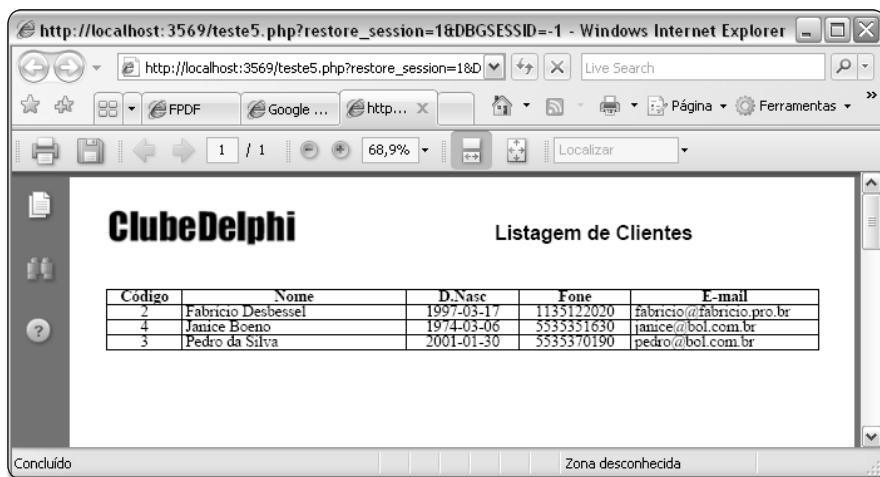 http://localhost:3569/teste5.php?restore_session=1&DBGSESSID=-1 - Windows Internet Explorer
http://localhost:3569/teste5.php?restore_session=1&D Live Search
FPDF Google ... http... Página Ferramentas »
1 / 1 68,9% Localizar
ClubeDelphi Listagem de Clientes
Código Nome D.Nasc Fone E-mail
2 Fabricio Desbessel 1997-03-17 1135122020 fabricio@fabricio.pro.br
4 Janice Boeno 1974-03-06 5535351630 janice@bol.com.br
3 Pedro da Silva 2001-01-30 5535370190 pedro@bol.com.br
Concluído Zona desconhecida